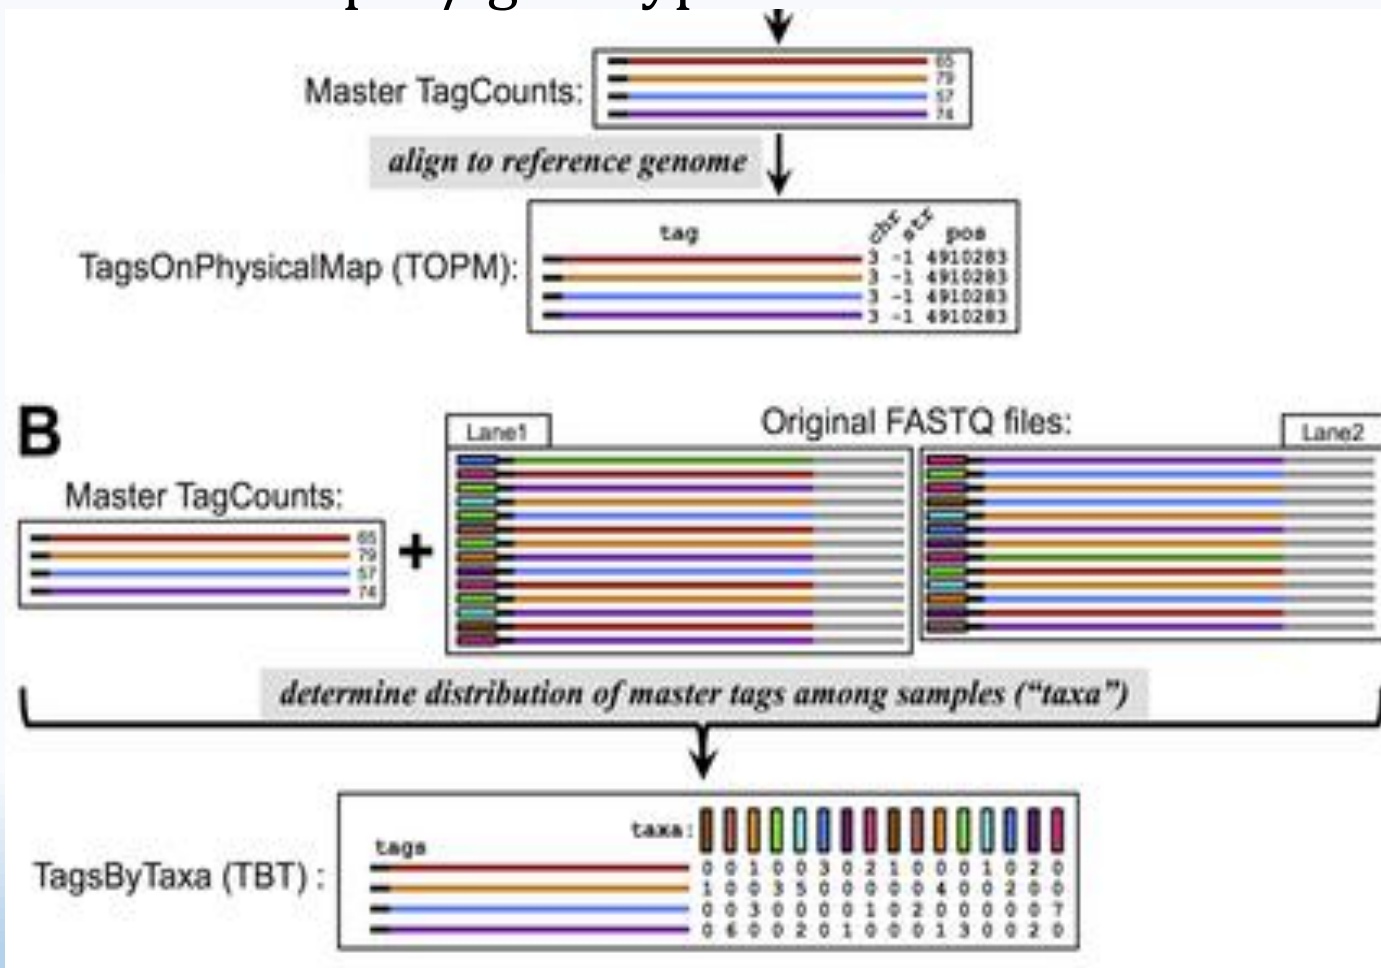 Master TagCounts:
65
79
57
74
align to reference genome
tag chr str pos
TagsOnPhysicalMap (TOPM):
3 -1 4910283
3 -1 4910283
3 -1 4910283
3 -1 4910283
B
Lane1
Original FASTQ files:
Lane2
Master TagCounts:
65
79
57
74
+
determine distribution of master tags among samples (“taxa”)
taxa:
tags
TagsByTaxa (TBT) :
0 0 1 0 0 3 0 2 1 0 0 0 1 0 2 0
1 0 0 3 5 0 0 0 0 0 4 0 0 2 0 0
0 0 3 0 0 0 0 1 0 2 0 0 0 0 0 7
0 6 0 0 2 0 1 0 0 0 1 3 0 0 2 0